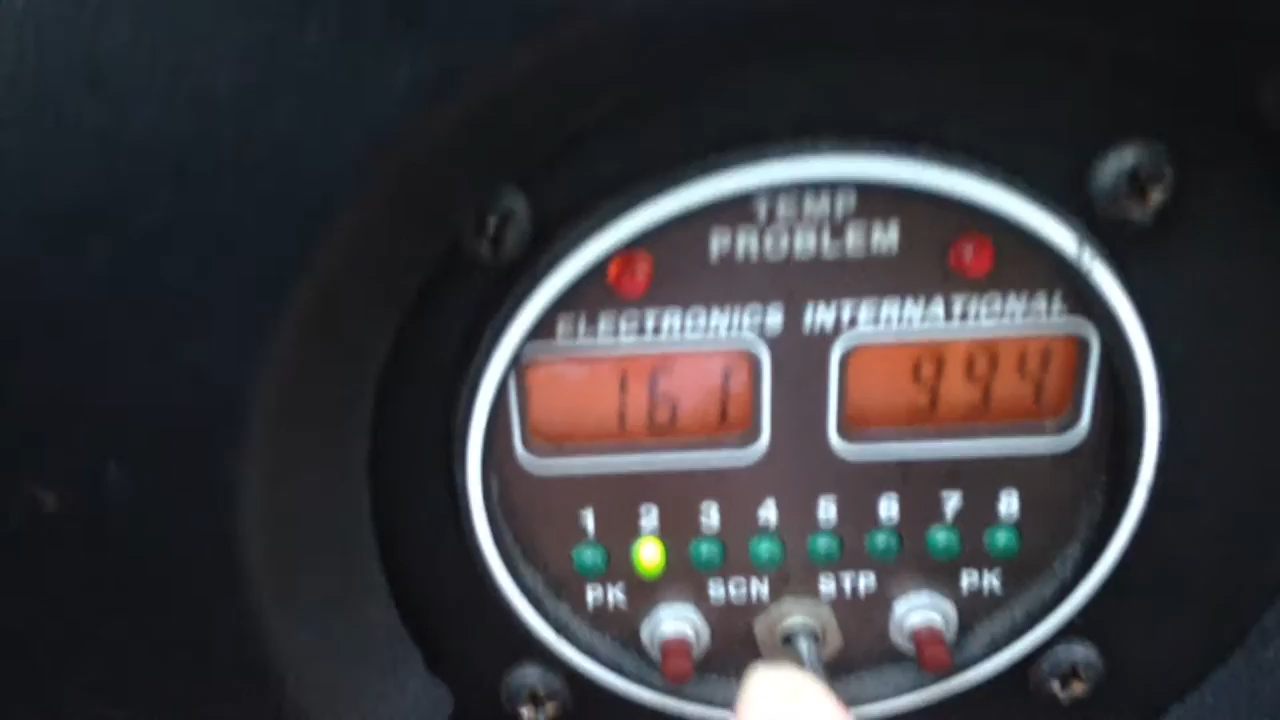 TEMP
PROBLEM
ELECTRONICS INTERNATIONAL
161 994
1 2 3 4 5 6 7 8
PK SCN STP PK